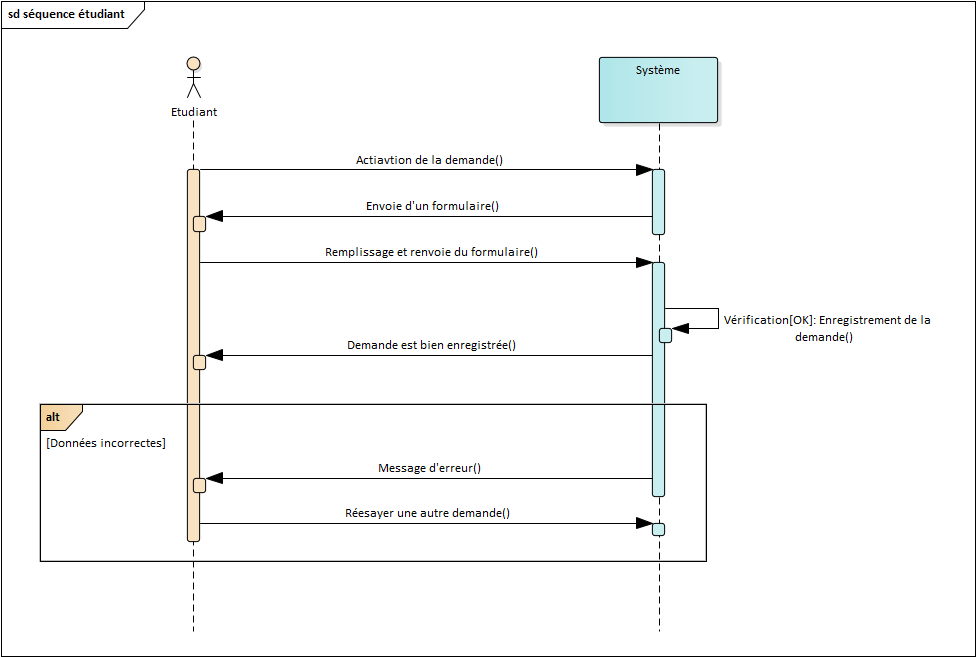 sd séquence étudiant
Système
Etudiant
Actiavtion de la demande()
Envoie d'un formulaire()
Remplissage et renvoie du formulaire()
Vérification[OK]: Enregistrement de la
demande()
Demande est bien enregistrée()
alt
[Données incorrectes]
Message d'erreur()
Réesayer une autre demande()